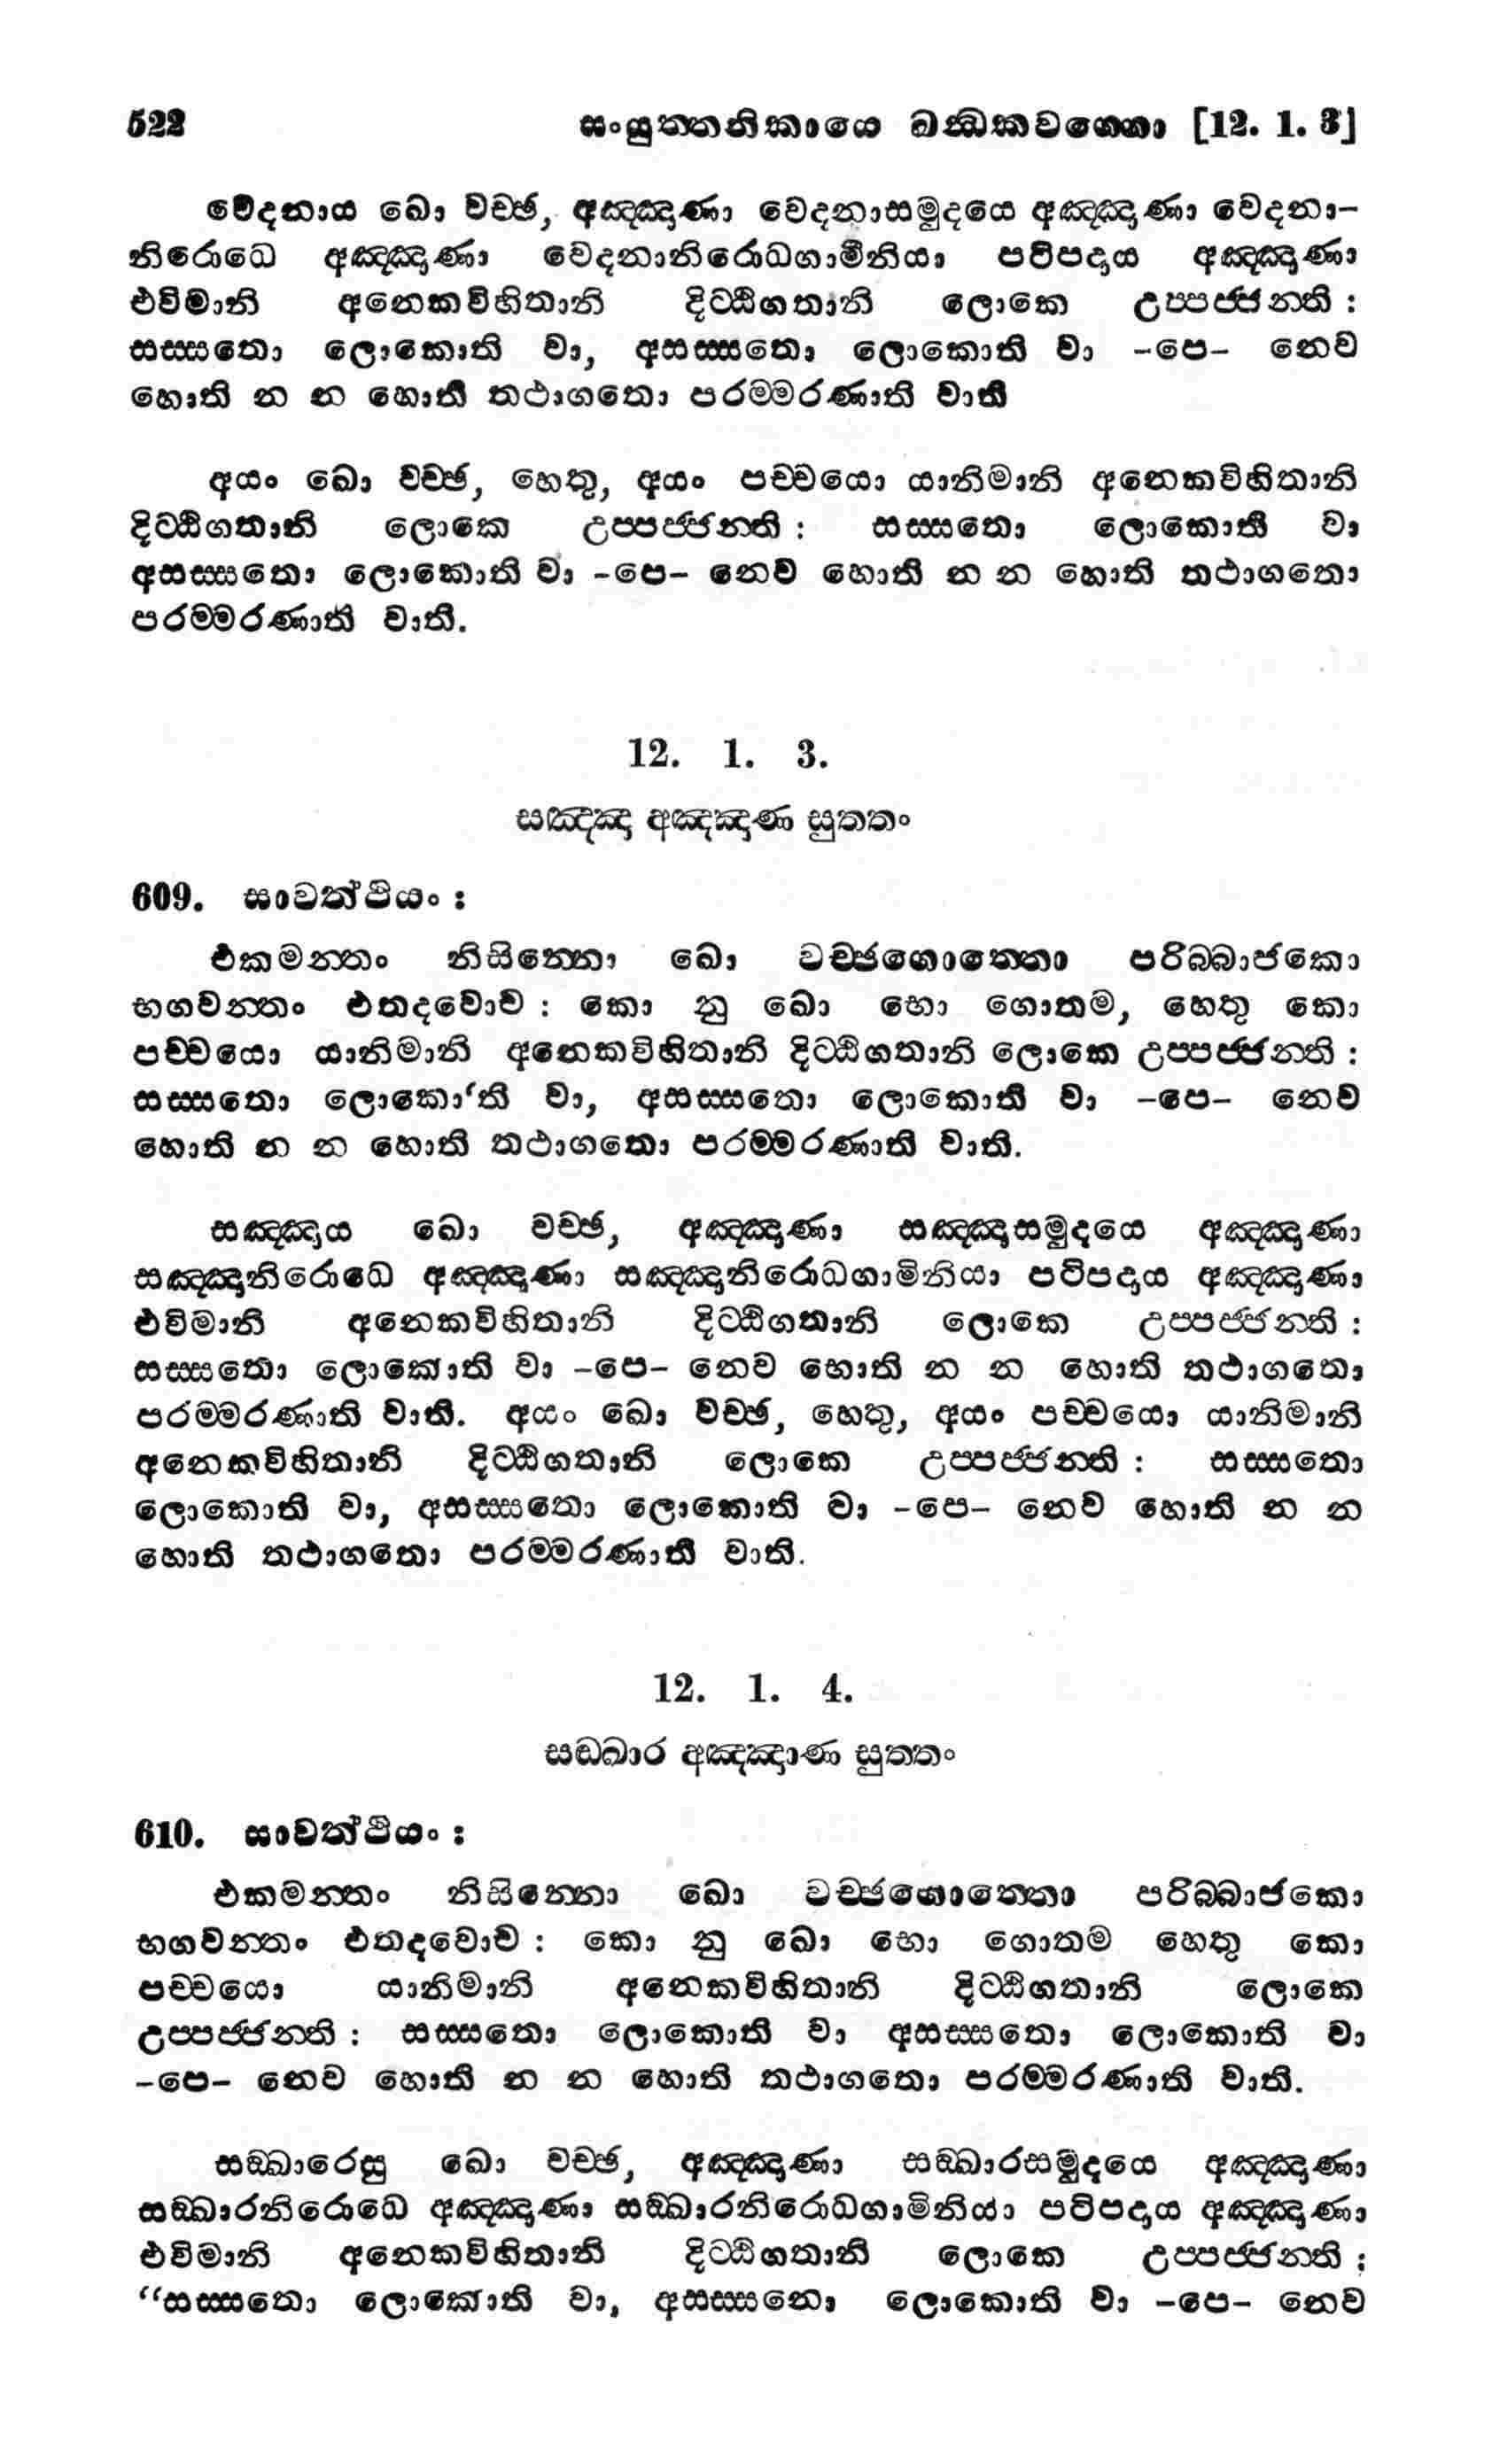 522 සංයුත්තනිකායෙ ඛන්ධකවග්ගො [12. 1. 3]
වේදනාය ඛො වච්ඡ, අඤ්ඤාණා වෙදනාසමුදයෙ අඤ්ඤාණා වෙදනා-
නිරොධෙ අඤ්ඤාණා වෙදනානිරොධගාමිනියා පටිපදාය අඤ්ඤාණා
එවිමානි අනෙකවිහිතානි දිට්ඨිගතානි ලොකෙ උප්පජ්ජන්ති :
සස්සතො ලොකොති වා, අසස්සතො ලොකොති වා -පෙ- නෙව
හොති න න හොති තථාගතො පරම්මරණාති වාති
අයං ඛො වච්ඡ, හෙතු, අයං පච්චයො යානිමානි අනෙකවිහිතානි
දිට්ඨිගතානි ලොකෙ උප්පජ්ජන්ති : සස්සතො ලොකොති වා
අසස්සතො ලොකොති වා -පෙ- නෙව හොති න න හොති තථාගතො
පරම්මරණාති වාති.
12. 1. 3.
සඤ්ඤා අඤ්ඤාණ සුත්තං
609. සාවත්ථියං :
එකමන්තං නිසින්නො ඛො වච්ඡගොත්තො පරිබ්බාජකො
භගවන්තං එතදවොච : කො නු ඛො භො ගොතම, හෙතු කො
පච්චයො යානිමානි අනෙකවිහිතානි දිට්ඨිගතානි ලොකෙ උප්පජ්ජන්ති :
සස්සතො ලොකො‘ති වා, අසස්සතො ලොකොති වා -පෙ- නෙව
හොති න න හොති තථාගතො පරම්මරණාති වාති.
සඤ්ඤාය ඛො වච්ඡ, අඤ්ඤාණා සඤ්ඤාසමුදයෙ අඤ්ඤාණා
සඤ්ඤානිරොධෙ අඤ්ඤාණා සඤ්ඤානිරොධගාමිනියා පටිපදාය අඤ්ඤාණා
එවිමානි අනෙකවිහිතානි දිට්ඨිගතානි ලොකෙ උප්පජ්ජන්ති :
සස්සතො ලොකොති වා -පෙ- නෙව භොති න න හොති තථාගතො
පරම්මරණාති වාති. අයං ඛො වච්ඡ, හෙතු, අයං පච්චයො යානිමානි
අනෙකවිහිතානි දිට්ඨිගතානි ලොකෙ උප්පජ්ජන්ති : සස්සතො
ලොකොති වා, අසස්සතො ලොකොති වා -පෙ- නෙව හොති න න
හොති තථාගතො පරම්මරණාති වාති.
12. 1. 4.
සඞ්ඛාර අඤ්ඤාණ සුත්තං
610. සාවත්ථියං :
එකමන්තං නිසින්නො ඛො වච්ඡගොත්තො පරිබ්බාජකො
භගවන්තං එතදවොච : කො නු ඛො භො ගොතම හෙතු කො
පච්චයො යානිමානි අනෙකවිහිතානි දිට්ඨිගතානි ලොකෙ
උප්පජ්ජන්ති : සස්සතො ලොකොති වා අසස්සතො ලොකොති වා
-පෙ- නෙව හොති න න හොති තථාගතො පරම්මරණාති වාති.
සඞ්ඛාරෙසු ඛො වච්ඡ, අඤ්ඤාණා සඞ්ඛාරසමුදයෙ අඤ්ඤාණා
සඞ්ඛාරනිරොධෙ අඤ්ඤාණා සඞ්ඛාරනිරොධගාමිනියා පටිපදාය අඤ්ඤාණා
එවිමානි අනෙකවිහිතානි දිට්ඨිගතානි ලොකෙ උප්පජ්ජන්ති ;
“සස්සතො ලොකොති වා, අසස්සතො ලොකොති වා -පෙ- නෙව